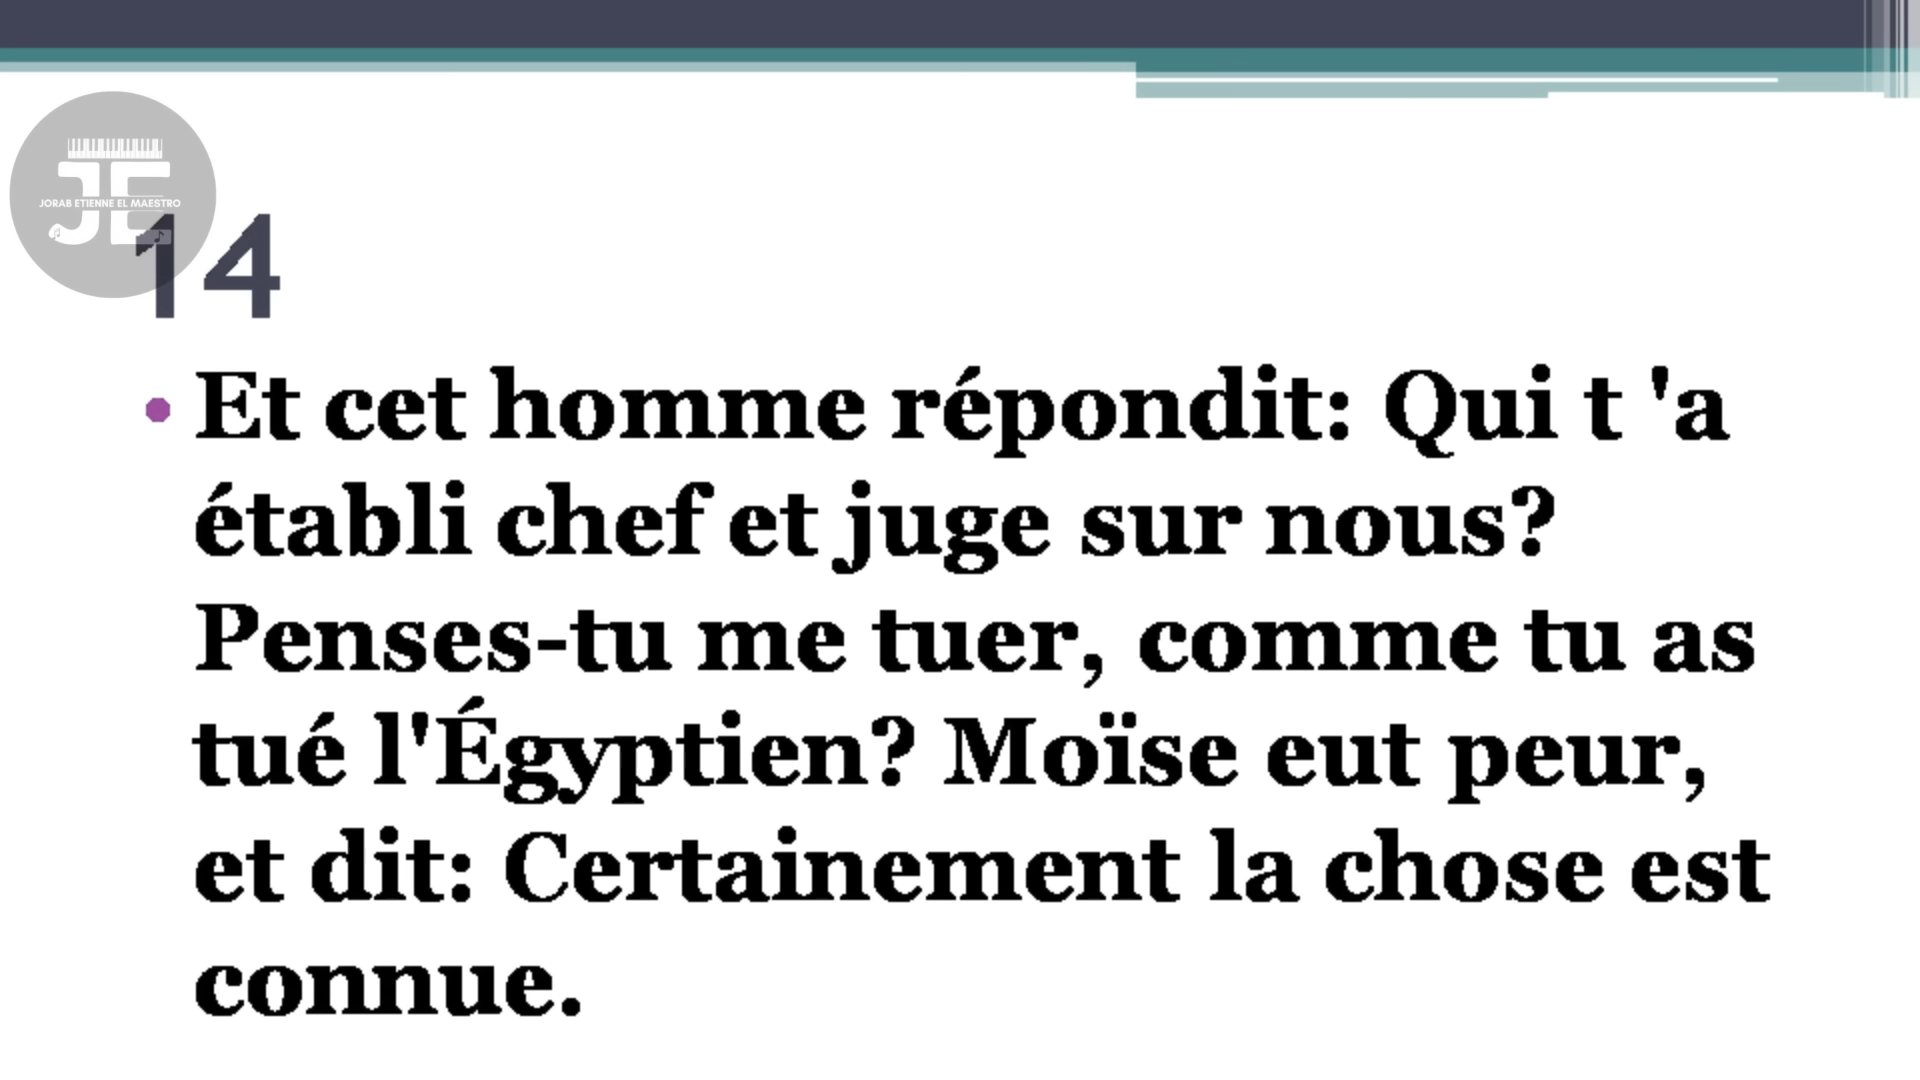 JE
JORAB ETIENNE EL MAESTRO
14
• Et cet homme répondit: Qui t 'a
établi chef et juge sur nous?
Penses-tu me tuer, comme tu as
tué l'Égyptien? Moïse eut peur,
et dit: Certainement la chose est
connue.